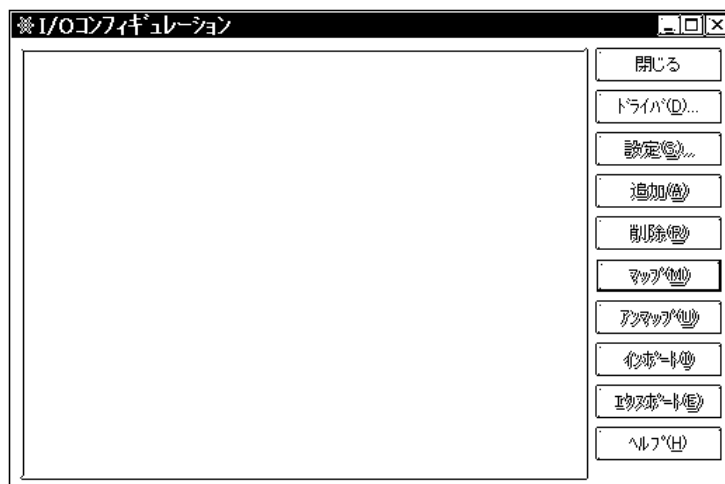 I/Oコンフィギュレーション
閉じる
ﾄﾞﾗｲﾊﾞ(D)...
設定(S)...
追加(A)
削除(R)
ﾏｯﾌﾟ(M)
ｱﾝﾏｯﾌﾟ(U)
ｲﾝﾎﾟｰﾄ(I)
ｴｸｽﾎﾟｰﾄ(E)
ﾍﾙﾌﾟ(H)